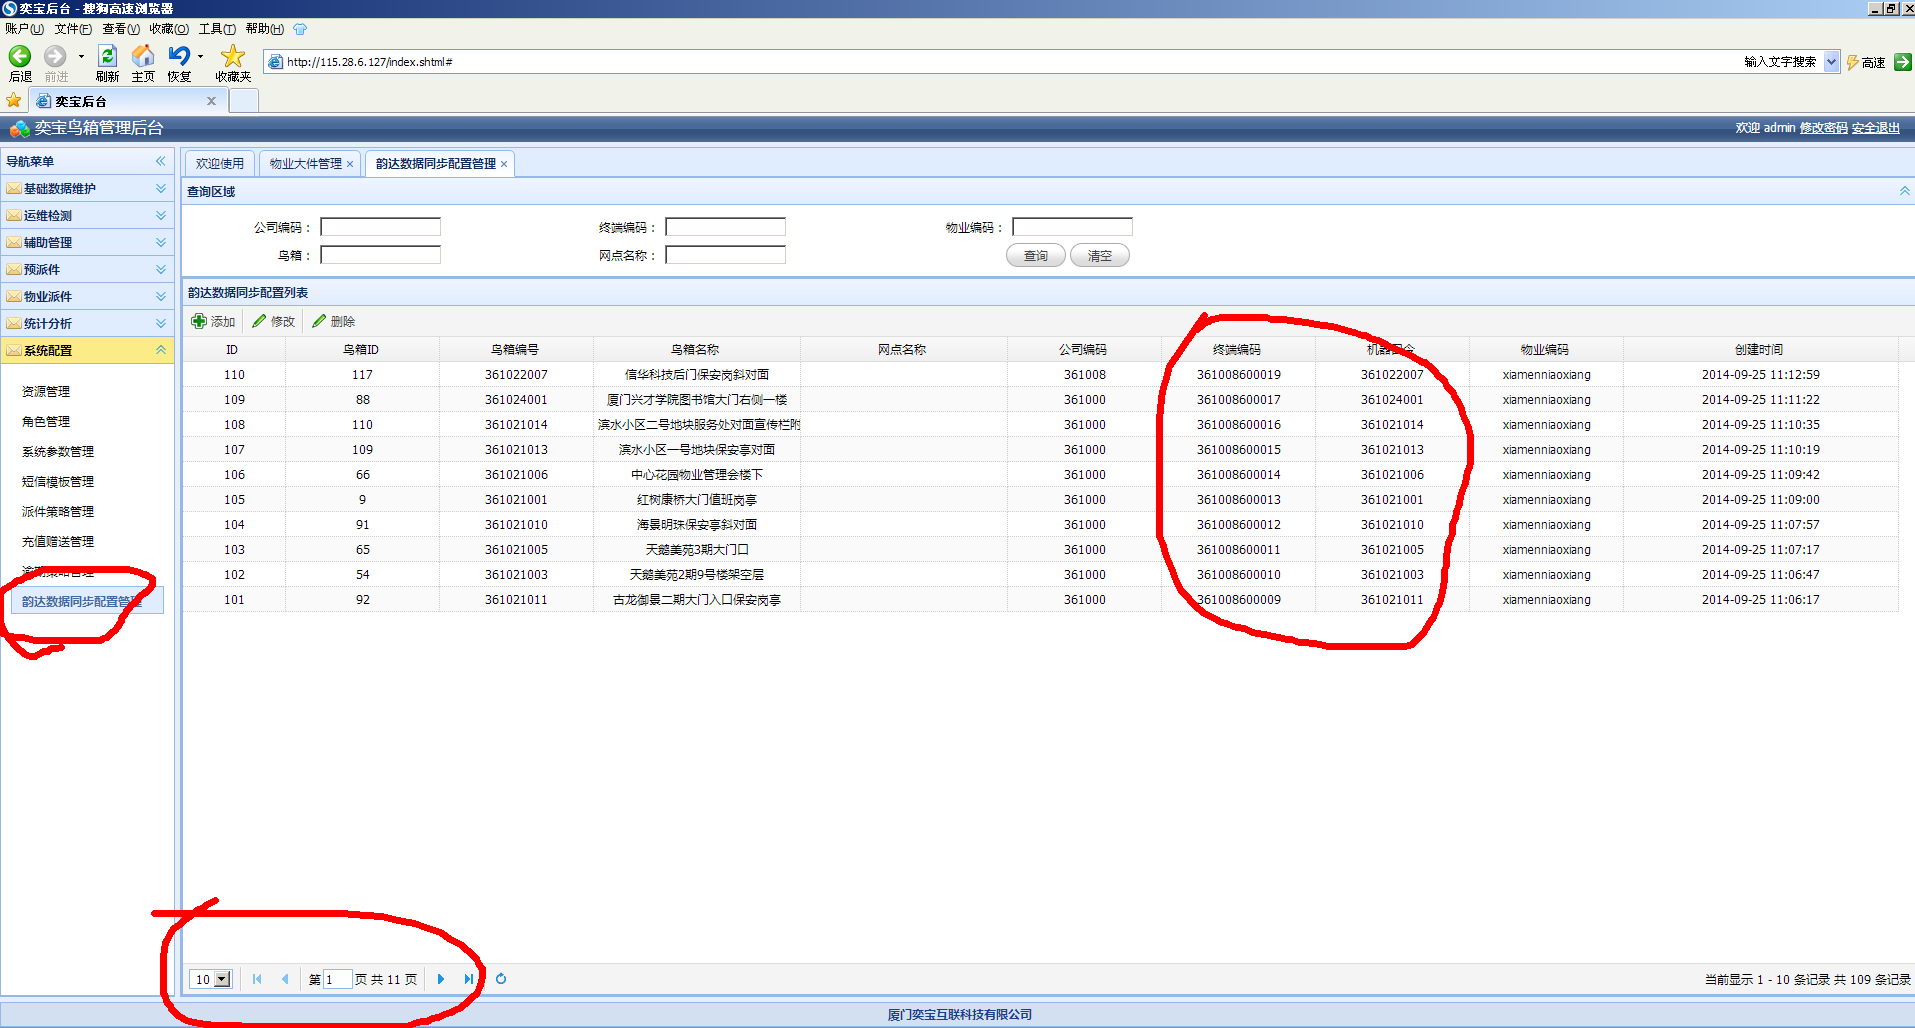 奕宝后台 - 搜狗高速浏览器
账户(U) 文件(F) 查看(V) 收藏(O) 工具(T) 帮助(H)
后退 前进 刷新 主页 恢复 收藏夹 http://115.28.6.127/index.shtml# 输入文字搜索 高速
奕宝后台 x
奕宝鸟箱管理后台 欢迎 admin 修改密码 安全退出
导航菜单
基础数据维护
运维检测
辅助管理
预派件
物业派件
统计分析
系统配置
资源管理
角色管理
系统参数管理
短信模板管理
派件策略管理
充值赠送管理
韵达数据同步配置管理
欢迎使用 物业大件管理 × 韵达数据同步配置管理 ×
查询区域
公司编码： 终端编码： 物业编码：
鸟箱： 网点名称： 查询 清空
韵达数据同步配置列表
添加 修改 删除
ID 鸟箱ID 鸟箱编号 鸟箱名称 网点名称 公司编码 终端编码 物业编码 创建时间
110 117 361022007 信华科技后门保安岗斜对面 361008 361008600019 361022007 xiamenniaoxiang 2014-09-25 11:12:59
109 88 361024001 厦门兴才学院图书馆大门右侧一楼 361000 361008600017 361024001 xiamenniaoxiang 2014-09-25 11:11:22
108 110 361021014 滨水小区二号地块服务处对面宣传栏附 361000 361008600016 361021014 xiamenniaoxiang 2014-09-25 11:10:35
107 109 361021013 滨水小区一号地块保安亭对面 361000 361008600015 361021013 xiamenniaoxiang 2014-09-25 11:10:19
106 66 361021006 中心花园物业管理会楼下 361000 361008600014 361021006 xiamenniaoxiang 2014-09-25 11:09:42
105 9 361021001 红树康桥大门值班岗亭 361000 361008600013 361021001 xiamenniaoxiang 2014-09-25 11:09:00
104 91 361021010 海景明珠保安亭斜对面 361000 361008600012 361021010 xiamenniaoxiang 2014-09-25 11:07:57
103 65 361021005 天鹅美苑3期大门口 361000 361008600011 361021005 xiamenniaoxiang 2014-09-25 11:07:17
102 54 361021003 天鹅美苑2期9号楼架空层 361000 361008600010 361021003 xiamenniaoxiang 2014-09-25 11:06:47
101 92 361021011 古龙御景二期大门入口保安岗亭 361000 361008600009 361021011 xiamenniaoxiang 2014-09-25 11:06:17
10 第 1 页 共 11 页 当前显示 1 - 10 条记录 共 109 条记录
厦门奕宝互联科技有限公司